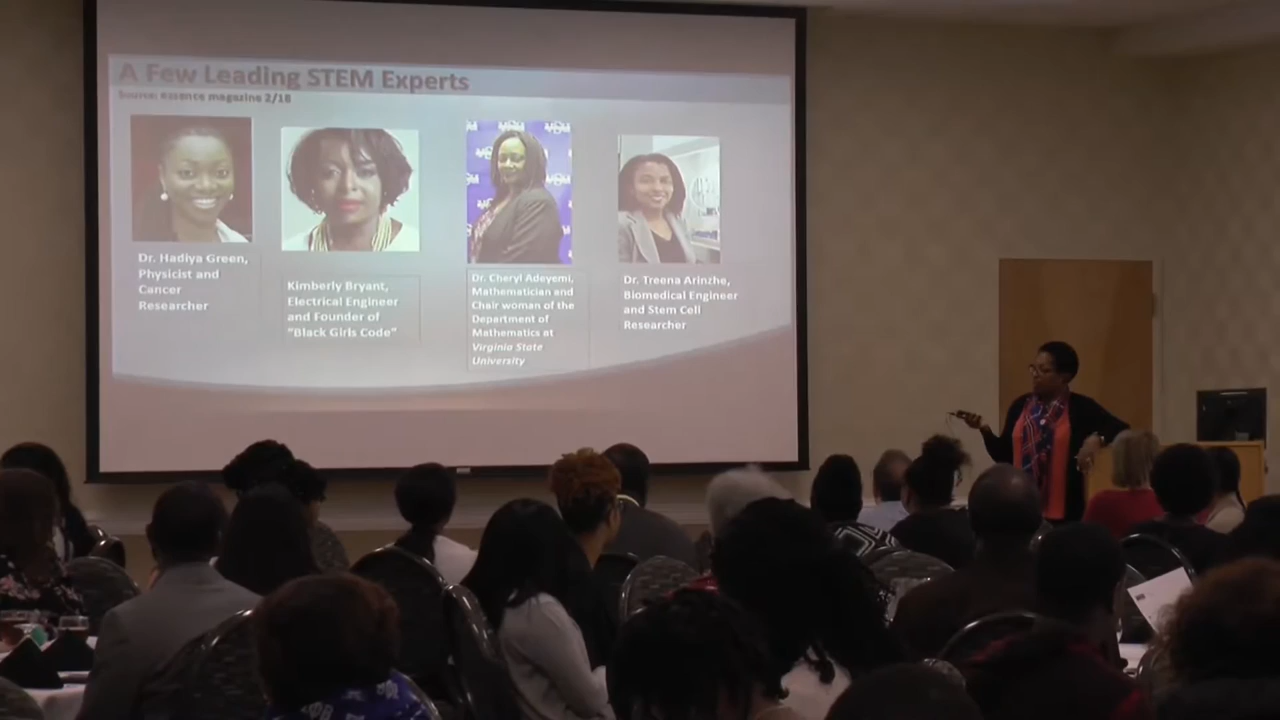 A Few Leading STEM Experts
Source: essence magazine 2/18
Dr. Hadiya Green,
Physicist and
Cancer
Researcher
Kimberly Bryant,
Electrical Engineer
and Founder of
"Black Girls Code"
Dr. Cheryl Adeyemi,
Mathematician and
Chair woman of the
Department of
Mathematics at
Virginia State
University
Dr. Treena Arinzhe,
Biomedical Engineer
and Stem Cell
Researcher